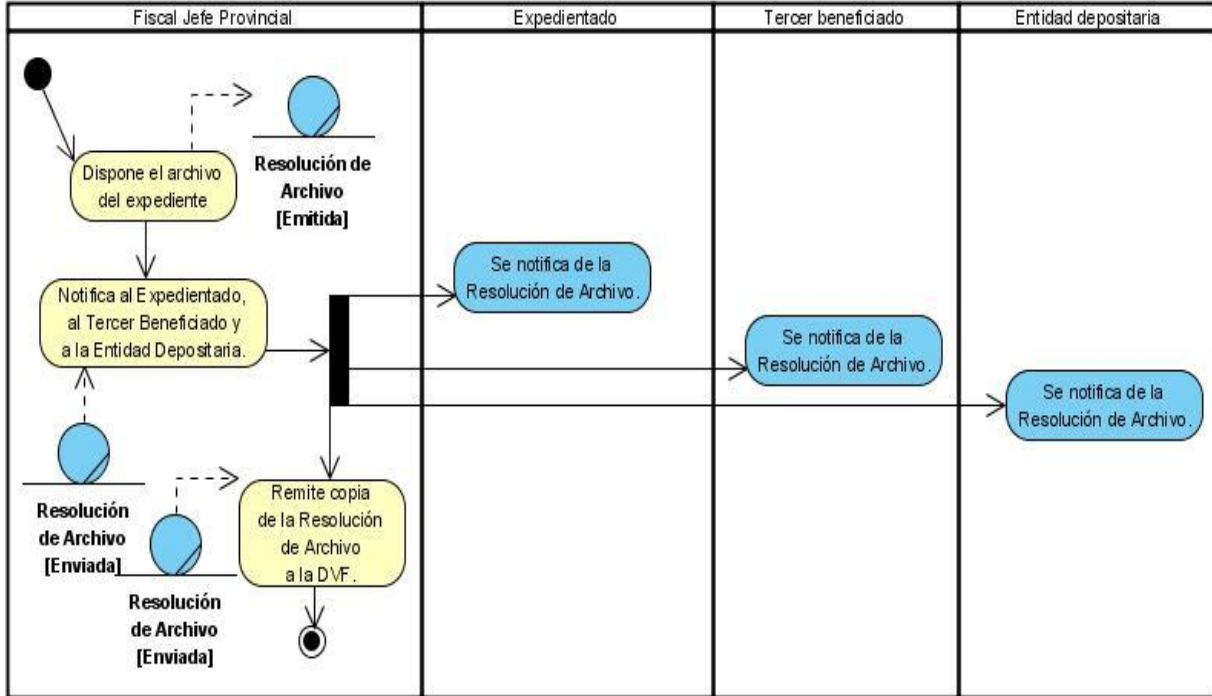 Fiscal Jefe Provincial
Expedientado
Tercer beneficiado
Entidad depositaria
Dispone el archivo
del expediente
Resolución de
Archivo
[Emitida]
Notifica al Expedientado,
al Tercer Beneficiado y
a la Entidad Depositaria.
Se notifica de la
Resolución de Archivo.
Se notifica de la
Resolución de Archivo.
Se notifica de la
Resolución de Archivo.
Resolución
de Archivo
[Enviada]
Remite copia
de la Resolución
de Archivo
a la DVF.
Resolución
de Archivo
[Enviada]